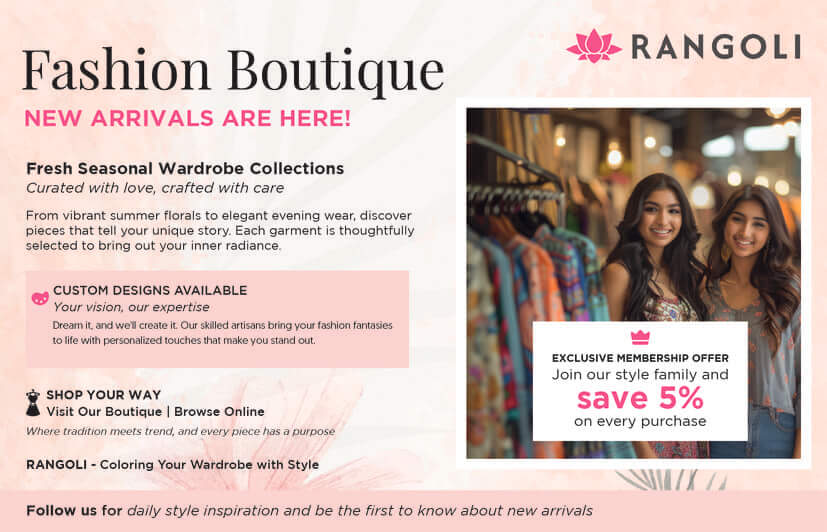 Fashion Boutique
RANGOLI
NEW ARRIVALS ARE HERE!
Fresh Seasonal Wardrobe Collections
Curated with love, crafted with care
From vibrant summer florals to elegant evening wear, discover
pieces that tell your unique story. Each garment is thoughtfully
selected to bring out your inner radiance.
CUSTOM DESIGNS AVAILABLE
Your vision, our expertise
Dream it, and we'll create it. Our skilled artisans bring your fashion fantasies
to life with personalized touches that make you stand out.
SHOP YOUR WAY
Visit Our Boutique | Browse Online
Where tradition meets trend, and every piece has a purpose
RANGOLI - Coloring Your Wardrobe with Style
EXCLUSIVE MEMBERSHIP OFFER
Join our style family and
save 5%
on every purchase
Follow us for daily style inspiration and be the first to know about new arrivals